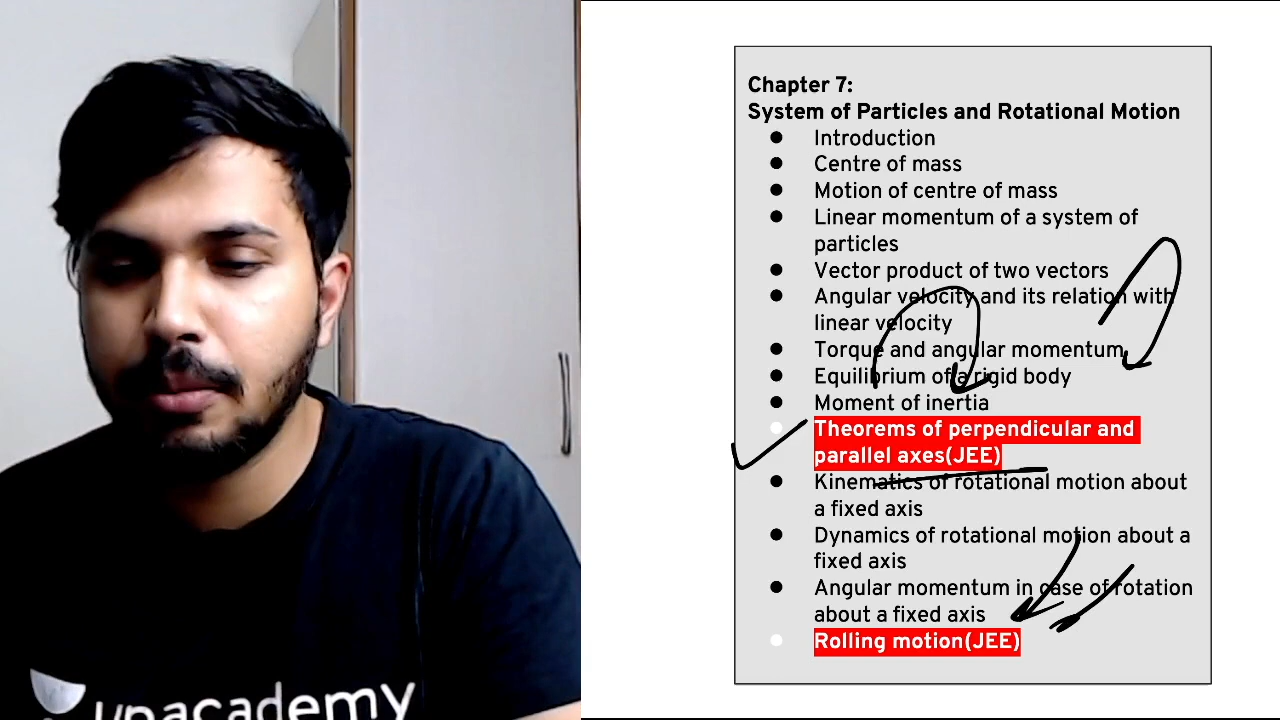 Chapter 7:
System of Particles and Rotational Motion
● Introduction
● Centre of mass
● Motion of centre of mass
● Linear momentum of a system of
particles
● Vector product of two vectors
● Angular velocity and its relation with
linear velocity
● Torque and angular momentum
● Equilibrium of a rigid body
● Moment of inertia
● Theorems of perpendicular and
parallel axes(JEE)
● Kinematics of rotational motion about
a fixed axis
● Dynamics of rotational motion about a
fixed axis
● Angular momentum in case of rotation
about a fixed axis
● Rolling motion(JEE)
unacademy